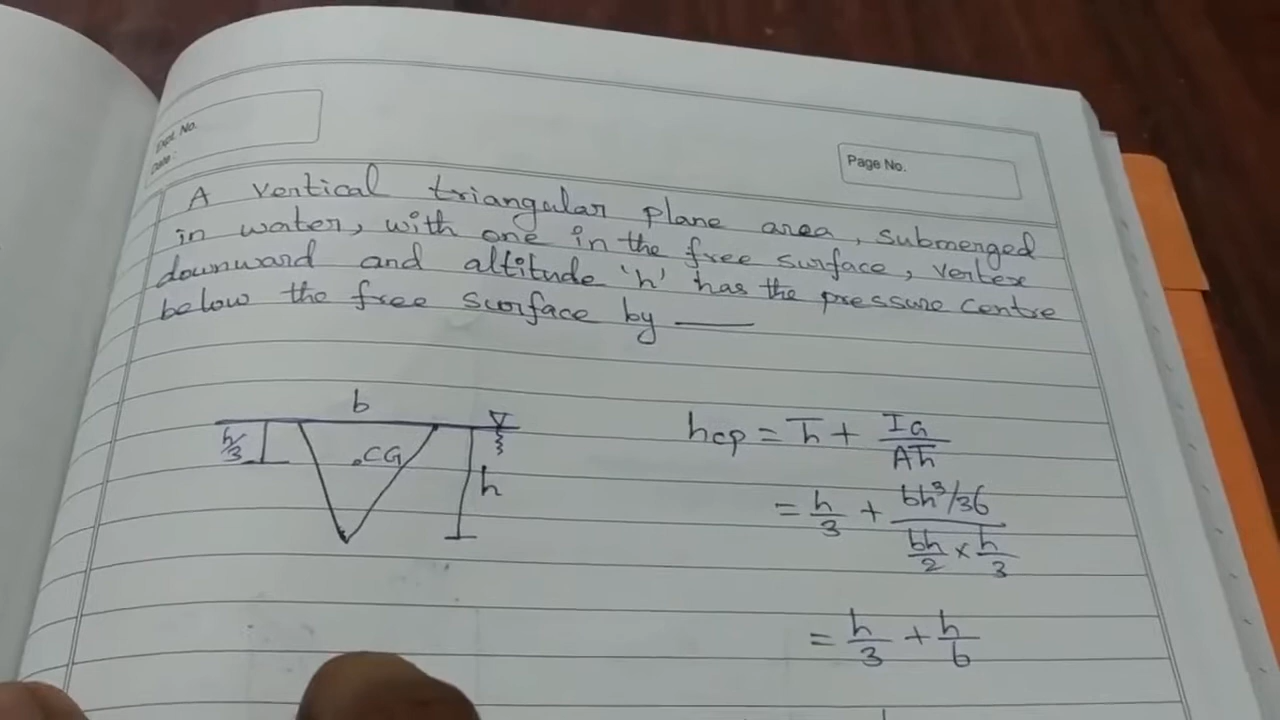 Expt. No.
Date :
Page No.
A vertical triangular plane area, submerged
in water, with one in the free surface, vertex
downward and altitude 'h' has the pressure centre
below the free surface by ____
b
h/3
.CG
h
hcp = h̅ + IG/Ah̅
= h/3 + (bh³/36)/(bh/2 × h/3)
= h/3 + h/6